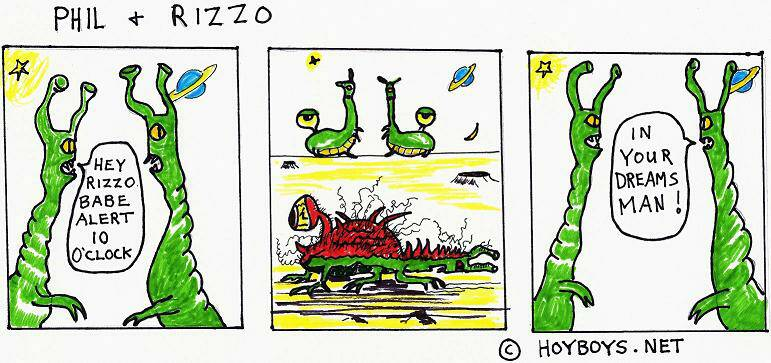 PHIL + RIZZO
HEY
RIZZO
BABE
ALERT
10
O'CLOCK
IN
YOUR
DREAMS
MAN!
© HOYBOYS.NET